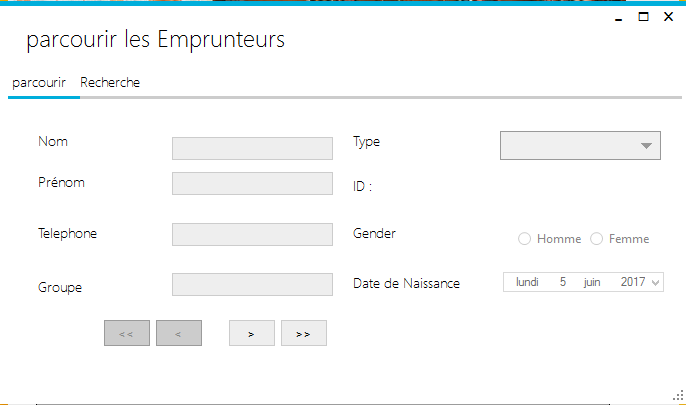 parcourir les Emprunteurs
parcourir Recherche
Nom
Type
Prénom
ID :
Telephone
Gender
Homme
Femme
Groupe
Date de Naissance
lundi 5 juin 2017
<< < > >>